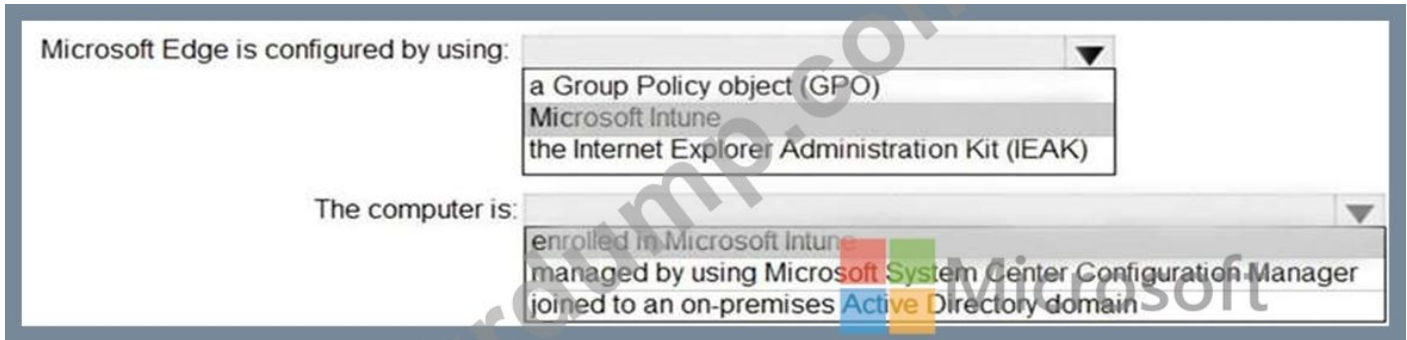 Microsoft Edge is configured by using:
a Group Policy object (GPO)
Microsoft Intune
the Internet Explorer Administration Kit (IEAK)
The computer is:
enrolled in Microsoft Intune
managed by using Microsoft System Center Configuration Manager
joined to an on-premises Active Directory domain
Microsoft
rdump.com